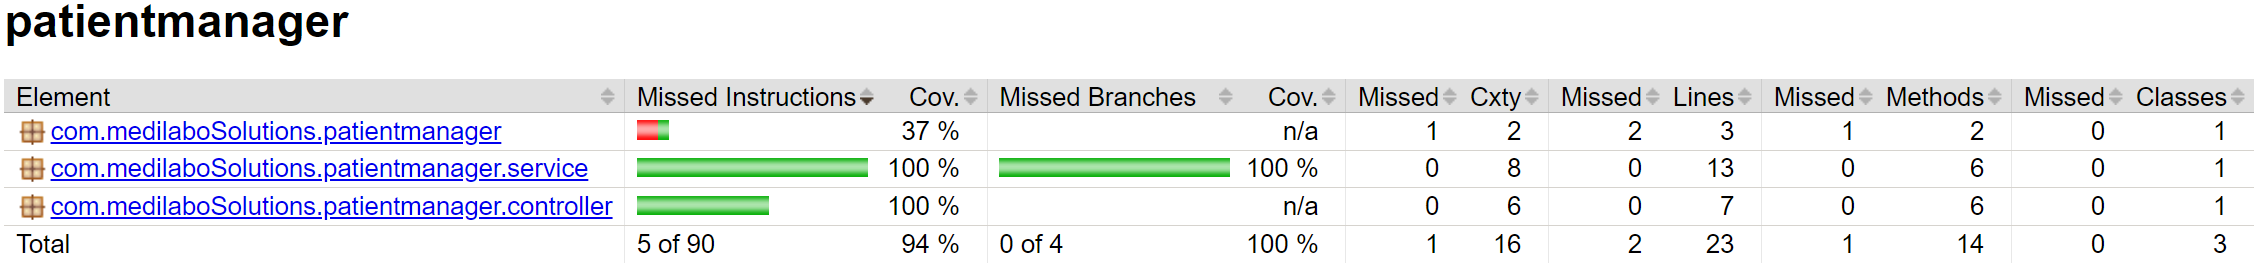 patientmanager
Element Missed Instructions Cov. Missed Branches Cov. Missed Cxty Missed Lines Missed Methods Missed Classes
com.medilaboSolutions.patientmanager 37 % n/a 1 2 2 3 1 2 0 1
com.medilaboSolutions.patientmanager.service 100 % 100 % 0 8 0 13 0 6 0 1
com.medilaboSolutions.patientmanager.controller 100 % n/a 0 6 0 7 0 6 0 1
Total 5 of 90 94 % 0 of 4 100 % 1 16 2 23 1 14 0 3